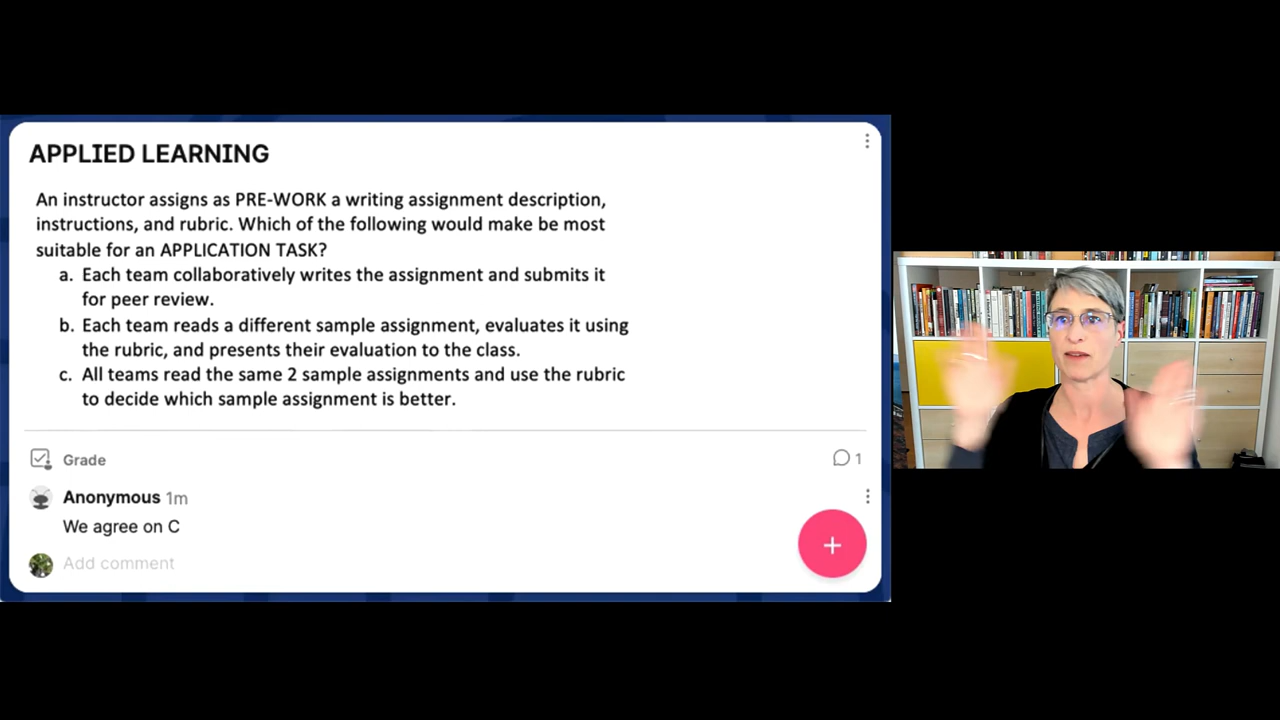 APPLIED LEARNING
An instructor assigns as PRE-WORK a writing assignment description,
instructions, and rubric. Which of the following would make be most
suitable for an APPLICATION TASK?
a. Each team collaboratively writes the assignment and submits it
for peer review.
b. Each team reads a different sample assignment, evaluates it using
the rubric, and presents their evaluation to the class.
c. All teams read the same 2 sample assignments and use the rubric
to decide which sample assignment is better.
Grade
1
Anonymous 1m
We agree on C
Add comment